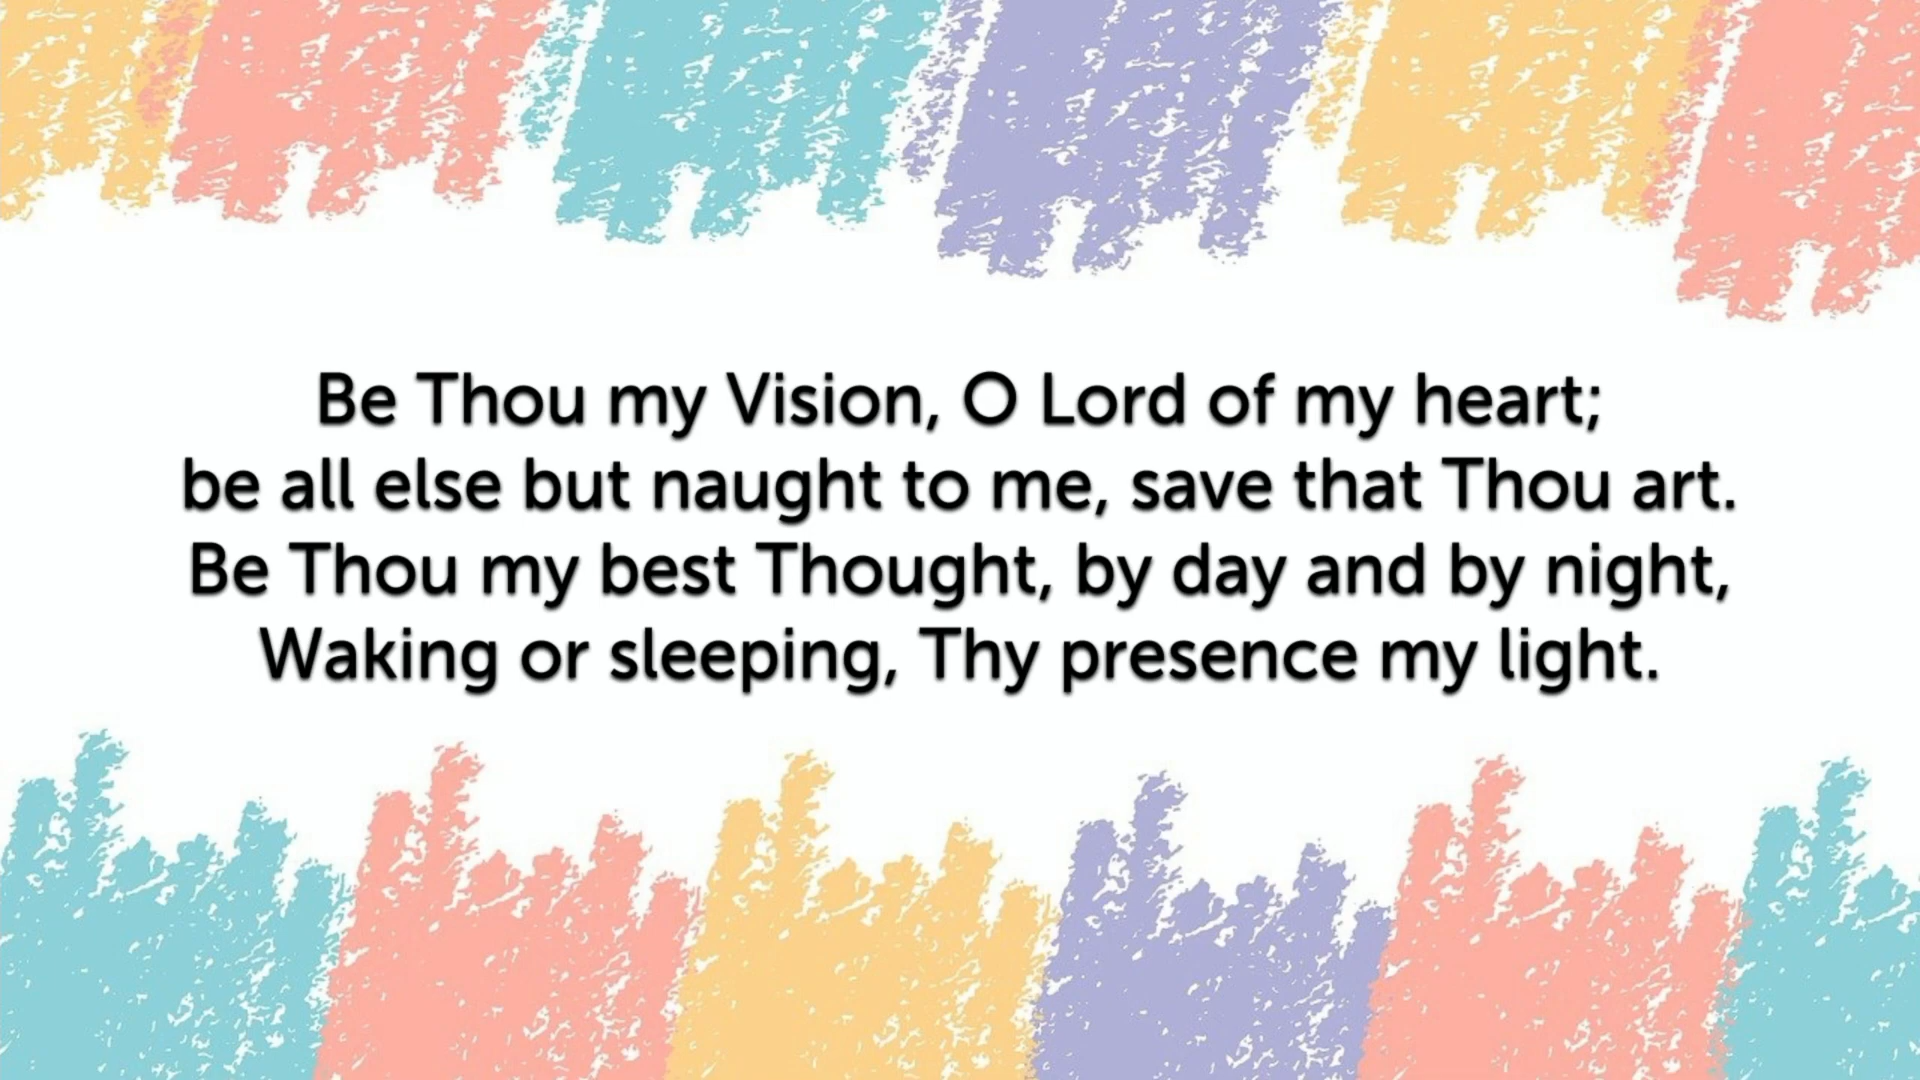 Be Thou my Vision, O Lord of my heart;
be all else but naught to me, save that Thou art.
Be Thou my best Thought, by day and by night,
Waking or sleeping, Thy presence my light.